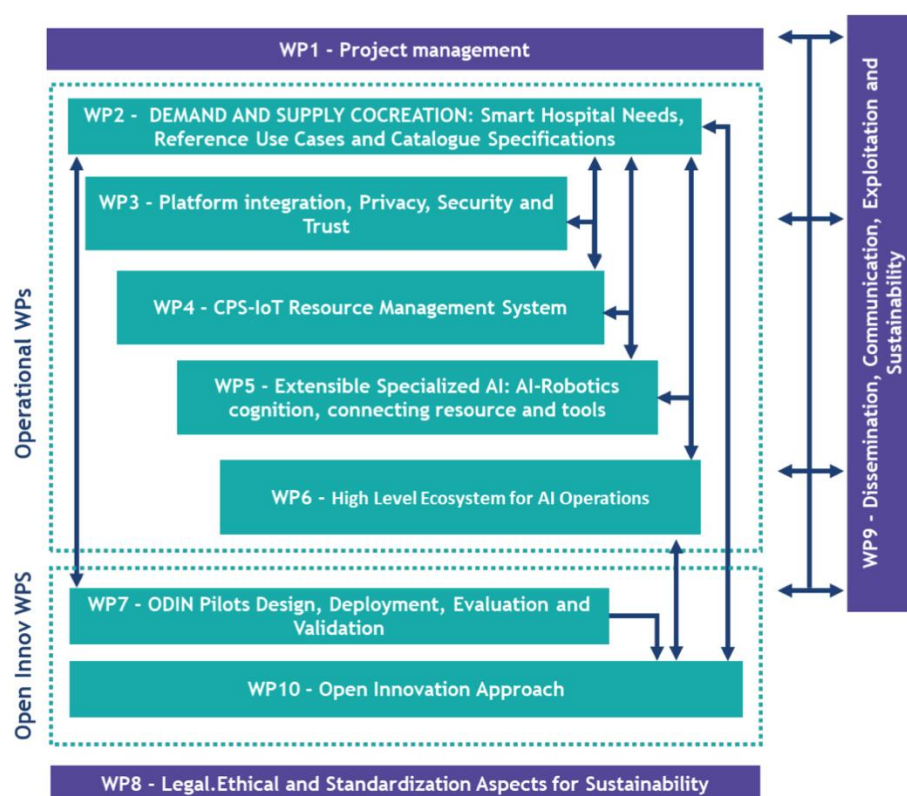 WP1 - Project management
WP2 - DEMAND AND SUPPLY COCREATION: Smart Hospital Needs,
Reference Use Cases and Catalogue Specifications
WP3 - Platform integration, Privacy, Security and
Trust
WP4 - CPS-IoT Resource Management System
WP5 - Extensible Specialized AI: AI-Robotics
cognition, connecting resource and tools
WP6 - High Level Ecosystem for AI Operations
Operational WPs
WP7 - ODIN Pilots Design, Deployment, Evaluation and
Validation
WP10 - Open Innovation Approach
Open Innov WPS
WP8 - Legal.Ethical and Standardization Aspects for Sustainability
WP9 - Dissemination, Communication, Exploitation and
Sustainability